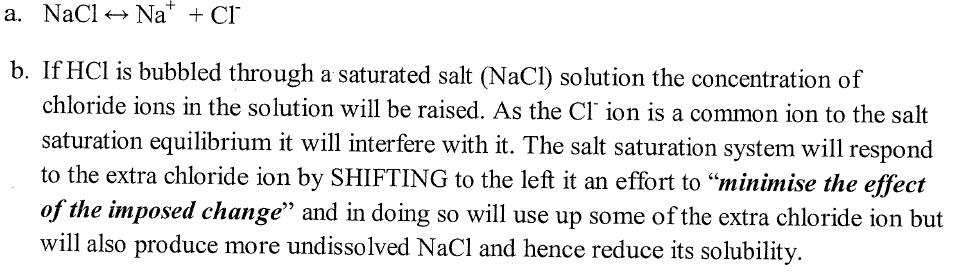 a. NaCl ↔ Na⁺ + Cl⁻
b. If HCl is bubbled through a saturated salt (NaCl) solution the concentration of
chloride ions in the solution will be raised. As the Cl⁻ ion is a common ion to the salt
saturation equilibrium it will interfere with it. The salt saturation system will respond
to the extra chloride ion by SHIFTING to the left it an effort to “minimise the effect
of the imposed change” and in doing so will use up some of the extra chloride ion but
will also produce more undissolved NaCl and hence reduce its solubility.